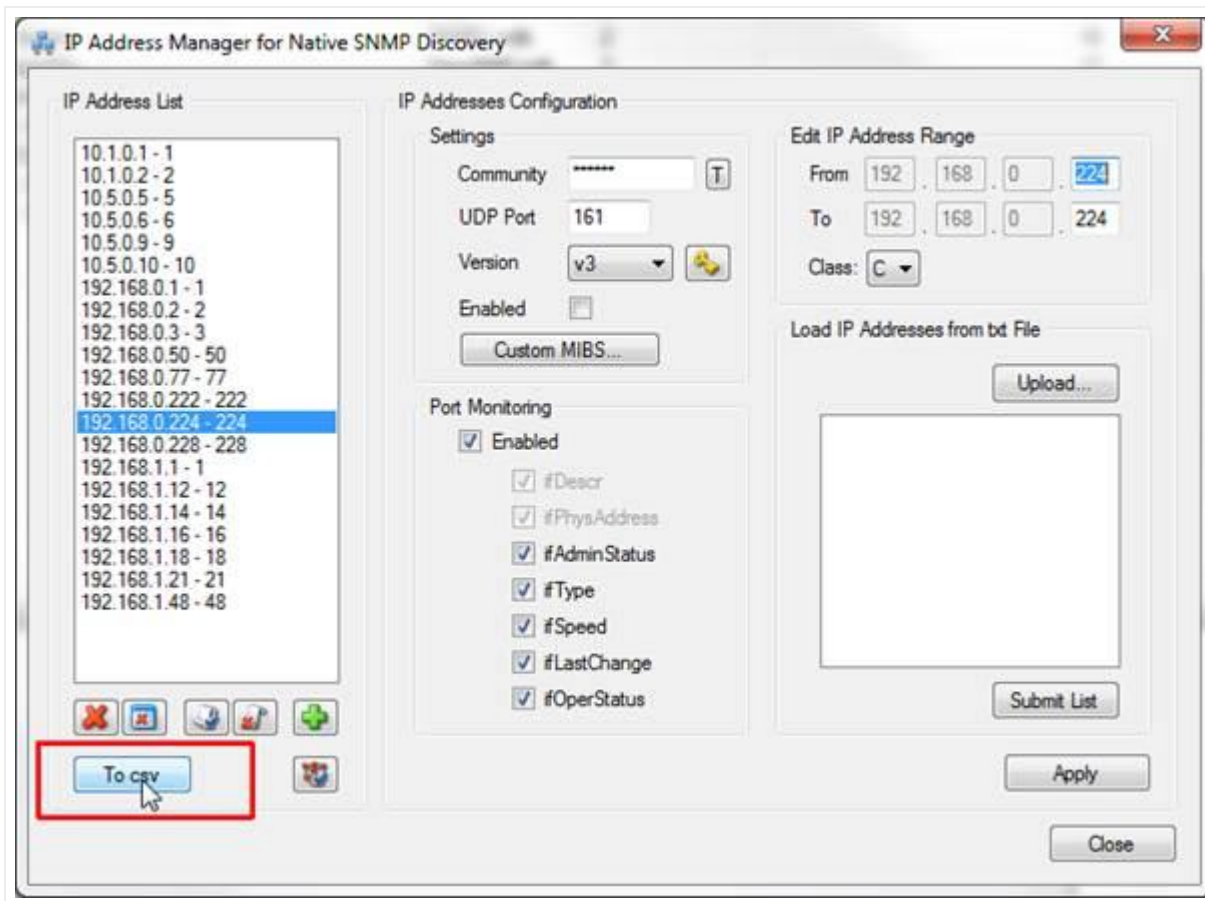 IP Address Manager for Native SNMP Discovery
IP Address List
10.1.0.1 - 1
10.1.0.2 - 2
10.5.0.5 - 5
10.5.0.6 - 6
10.5.0.9 - 9
10.5.0.10 - 10
192.168.0.1 - 1
192.168.0.2 - 2
192.168.0.3 - 3
192.168.0.50 - 50
192.168.0.77 - 77
192.168.0.222 - 222
192.168.0.224 - 224
192.168.0.228 - 228
192.168.1.1 - 1
192.168.1.12 - 12
192.168.1.14 - 14
192.168.1.16 - 16
192.168.1.18 - 18
192.168.1.21 - 21
192.168.1.48 - 48
To csv
IP Addresses Configuration
Settings
Community ****** T
UDP Port 161
Version v3
Enabled
Custom MIBS...
Port Monitoring
Enabled
ifDescr
ifPhysAddress
ifAdminStatus
ifType
ifSpeed
ifLastChange
ifOperStatus
Edit IP Address Range
From 192 . 168 . 0 . 224
To 192 . 168 . 0 . 224
Class: C
Load IP Addresses from txt File
Upload...
Submit List
Apply
Close